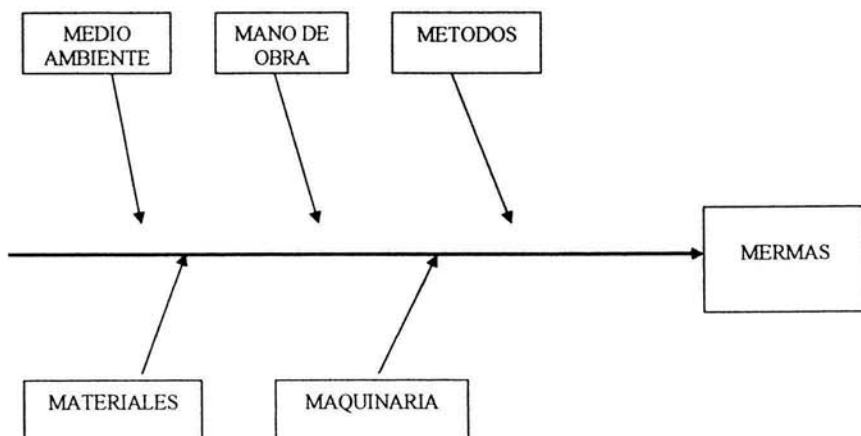 MEDIO
AMBIENTE
MANO DE
OBRA
METODOS
MERMAS
MATERIALES
MAQUINARIA